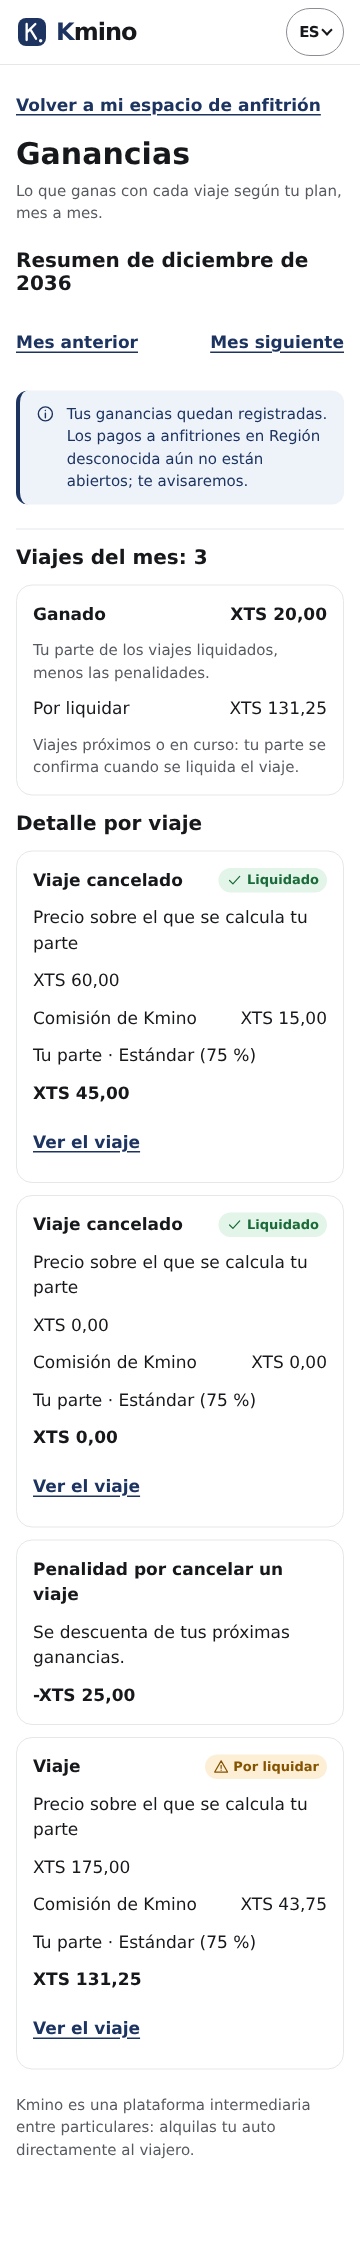 K. Kmino
ES
Volver a mi espacio de anfitrión
Ganancias
Lo que ganas con cada viaje según tu plan,
mes a mes.
Resumen de diciembre de
2036
Mes anterior Mes siguiente
Tus ganancias quedan registradas.
Los pagos a anfitriones en Región
desconocida aún no están
abiertos; te avisaremos.
Viajes del mes: 3
Ganado XTS 20,00
Tu parte de los viajes liquidados,
menos las penalidades.
Por liquidar XTS 131,25
Viajes próximos o en curso: tu parte se
confirma cuando se liquida el viaje.
Detalle por viaje
Viaje cancelado Liquidado
Precio sobre el que se calcula tu
parte
XTS 60,00
Comisión de Kmino XTS 15,00
Tu parte · Estándar (75 %)
XTS 45,00
Ver el viaje
Viaje cancelado Liquidado
Precio sobre el que se calcula tu
parte
XTS 0,00
Comisión de Kmino XTS 0,00
Tu parte · Estándar (75 %)
XTS 0,00
Ver el viaje
Penalidad por cancelar un
viaje
Se descuenta de tus próximas
ganancias.
-XTS 25,00
Viaje Por liquidar
Precio sobre el que se calcula tu
parte
XTS 175,00
Comisión de Kmino XTS 43,75
Tu parte · Estándar (75 %)
XTS 131,25
Ver el viaje
Kmino es una plataforma intermediaria
entre particulares: alquilas tu auto
directamente al viajero.